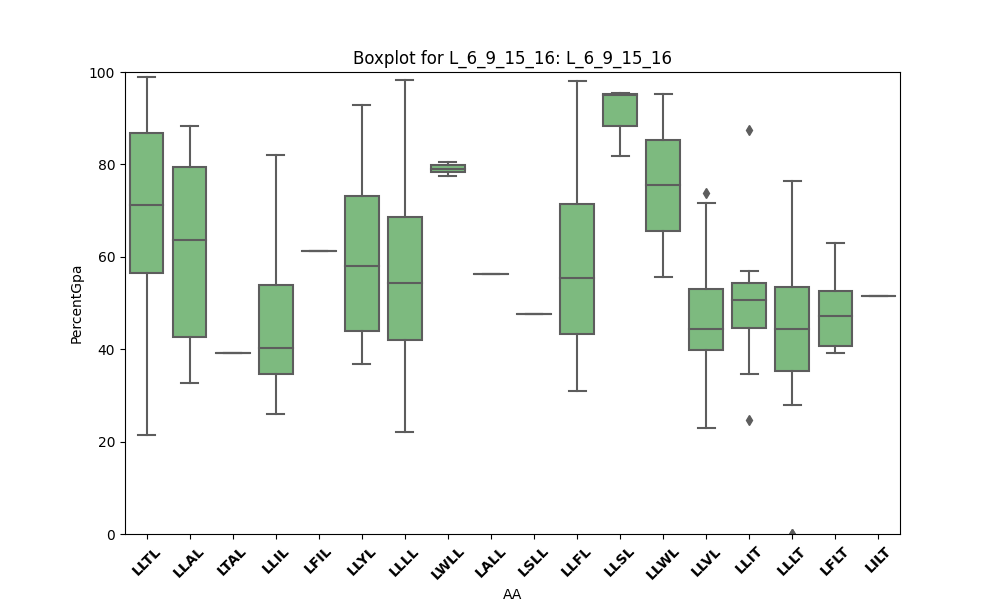 Boxplot for L_6_9_15_16: L_6_9_15_16
100
80
60
40
20
0
PercentGpa
LLTL LLAL LTAL LLIL LFIL LLYL LLLL LWLL LALL LSLL LLFL LLSL LLWL LLVL LLIT LLLT LFLT LILT
AA